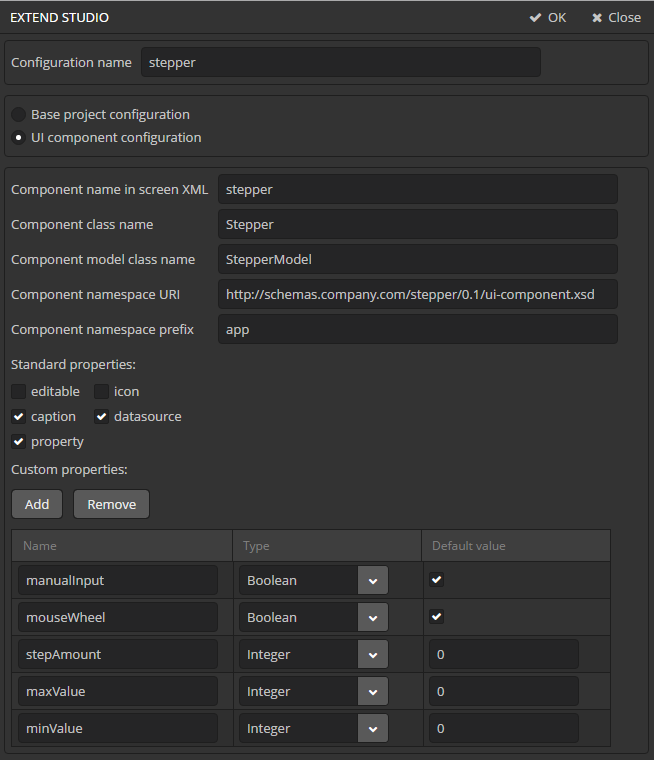 EXTEND STUDIO OK Close
Configuration name stepper
Base project configuration
UI component configuration
Component name in screen XML stepper
Component class name Stepper
Component model class name StepperModel
Component namespace URI http://schemas.company.com/stepper/0.1/ui-component.xsd
Component namespace prefix app
Standard properties:
editable icon
caption datasource
property
Custom properties:
Add Remove
Name Type Default value
manualInput Boolean
mouseWheel Boolean
stepAmount Integer 0
maxValue Integer 0
minValue Integer 0